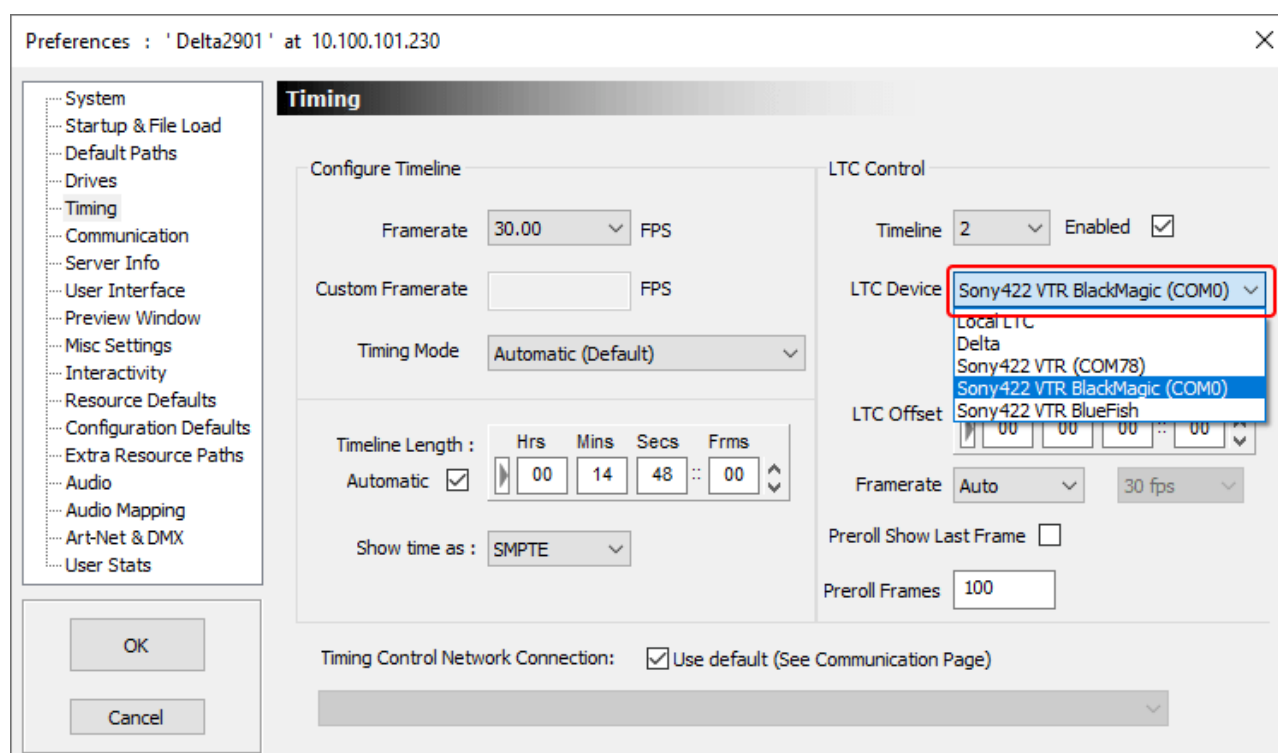 Preferences : 'Delta2901' at 10.100.101.230
System
Startup & File Load
Default Paths
Drives
Timing
Communication
Server Info
User Interface
Preview Window
Misc Settings
Interactivity
Resource Defaults
Configuration Defaults
Extra Resource Paths
Audio
Audio Mapping
Art-Net & DMX
User Stats
OK
Cancel
Timing
Configure Timeline
Framerate 30.00 FPS
Custom Framerate FPS
Timing Mode Automatic (Default)
Timeline Length : Hrs Mins Secs Frms
Automatic 00 14 48 :: 00
Show time as : SMPTE
LTC Control
Timeline 2 Enabled
LTC Device Sony422 VTR BlackMagic (COM0)
Local LTC
Delta
Sony422 VTR (COM78)
Sony422 VTR BlackMagic (COM0)
Sony422 VTR BlueFish
LTC Offset 00 00 00 :: 00
Framerate Auto 30 fps
Preroll Show Last Frame
Preroll Frames 100
Timing Control Network Connection: Use default (See Communication Page)